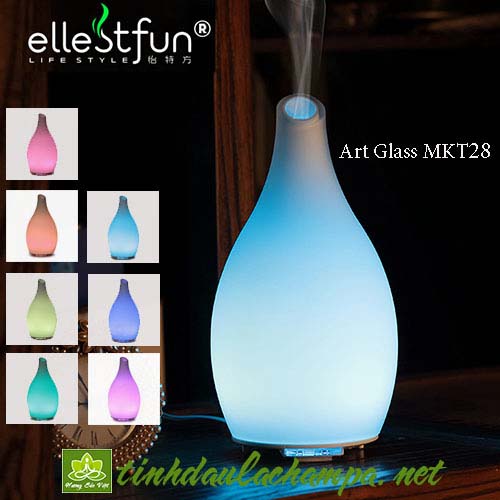 ellestfun®
LIFE STYLE 怡特方
Art Glass MKT28
Hương Sắc Việt
tinhdaulachampa.net